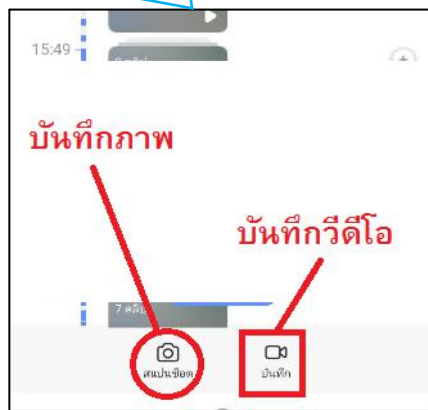 15:49
บันทึกภาพ
บันทึกวีดีโอ
7 คลิป
สแนปช็อต
บันทึก